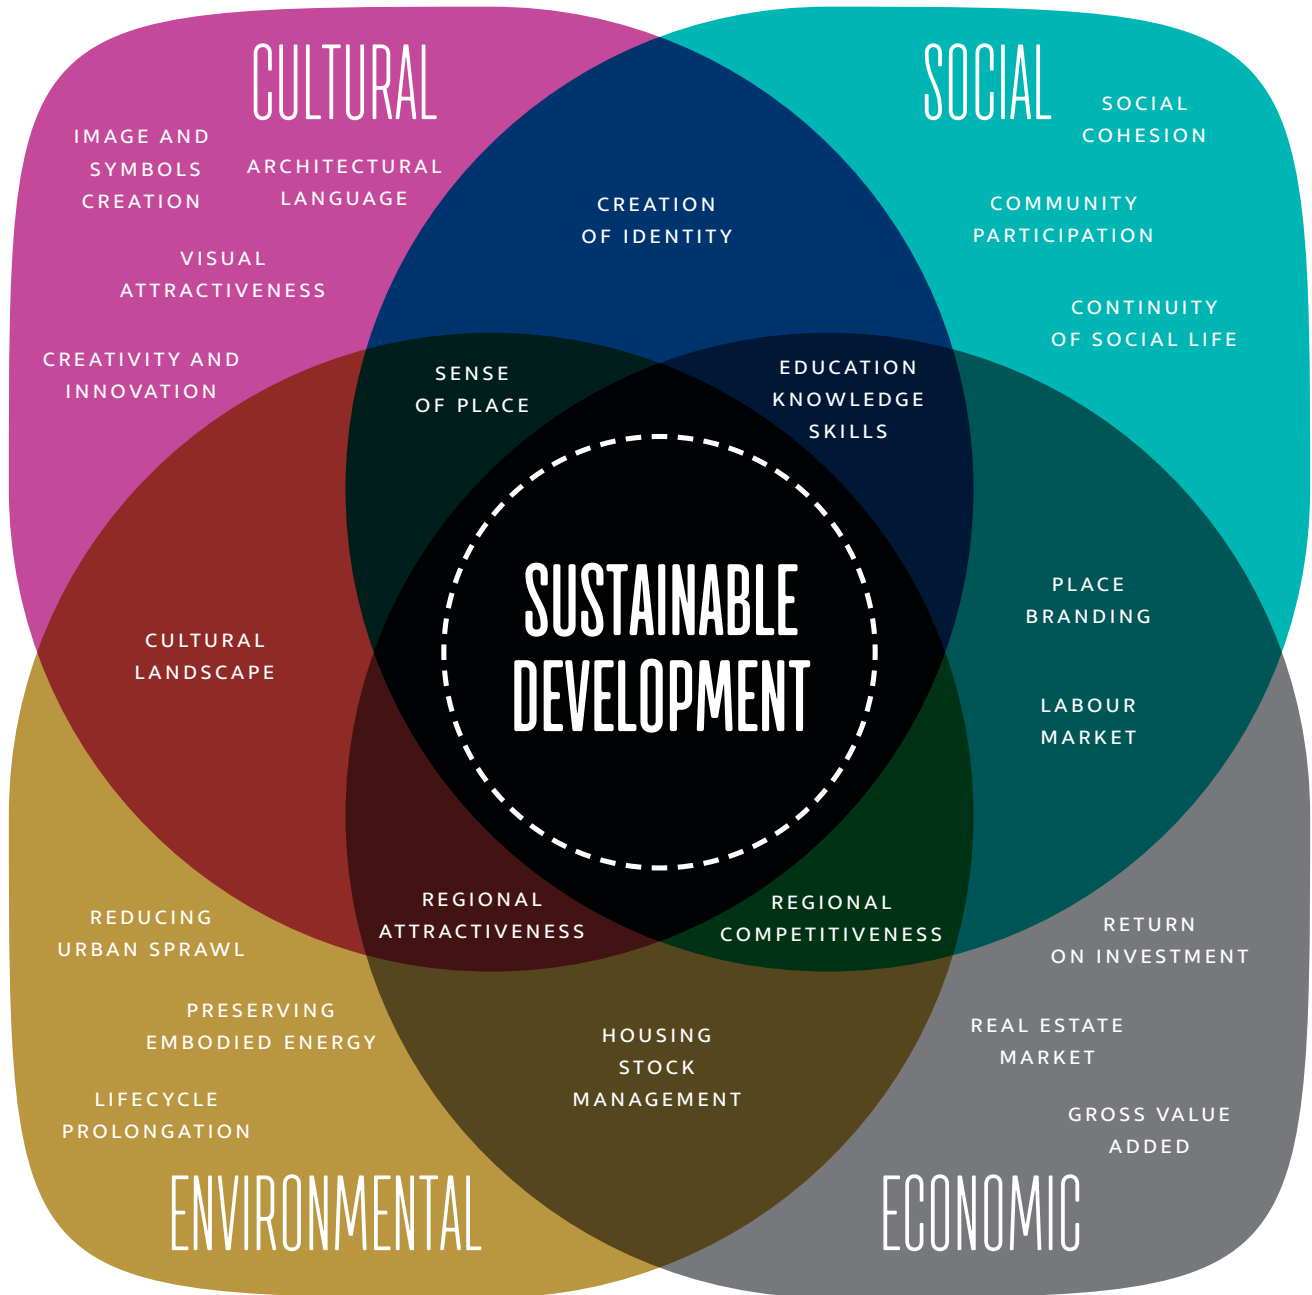 CULTURAL
IMAGE AND
SYMBOLS
CREATION
ARCHITECTURAL
LANGUAGE
VISUAL
ATTRACTIVENESS
CREATIVITY AND
INNOVATION
CREATION
OF IDENTITY
SOCIAL
SOCIAL
COHESION
COMMUNITY
PARTICIPATION
CONTINUITY
OF SOCIAL LIFE
SENSE
OF PLACE
EDUCATION
KNOWLEDGE
SKILLS
CULTURAL
LANDSCAPE
SUSTAINABLE
DEVELOPMENT
PLACE
BRANDING
LABOUR
MARKET
REGIONAL
ATTRACTIVENESS
REGIONAL
COMPETITIVENESS
REDUCING
URBAN SPRAWL
PRESERVING
EMBODIED ENERGY
LIFECYCLE
PROLONGATION
ENVIRONMENTAL
HOUSING
STOCK
MANAGEMENT
RETURN
ON INVESTMENT
REAL ESTATE
MARKET
GROSS VALUE
ADDED
ECONOMIC